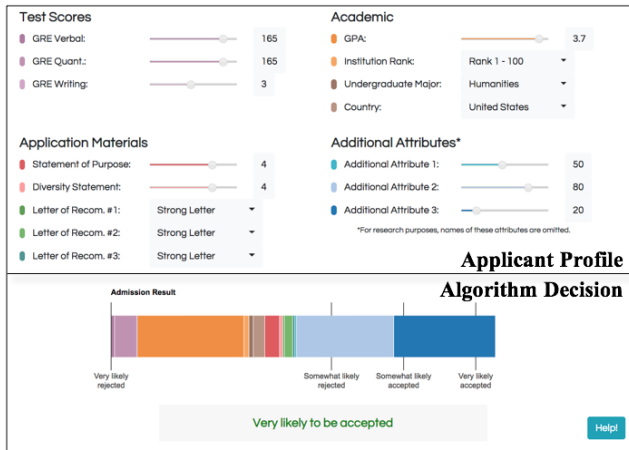 Test Scores
GRE Verbal: 165
GRE Quant.: 165
GRE Writing: 3
Academic
GPA: 3.7
Institution Rank: Rank 1 - 100
Undergraduate Major: Humanities
Country: United States
Application Materials
Statement of Purpose: 4
Diversity Statement: 4
Letter of Recom. #1: Strong Letter
Letter of Recom. #2: Strong Letter
Letter of Recom. #3: Strong Letter
Additional Attributes*
Additional Attribute 1: 50
Additional Attribute 2: 80
Additional Attribute 3: 20
*For research purposes, names of these attributes are omitted.
Applicant Profile
Algorithm Decision
Admission Result
Very likely rejected
Somewhat likely rejected
Somewhat likely accepted
Very likely accepted
Very likely to be accepted
Help!